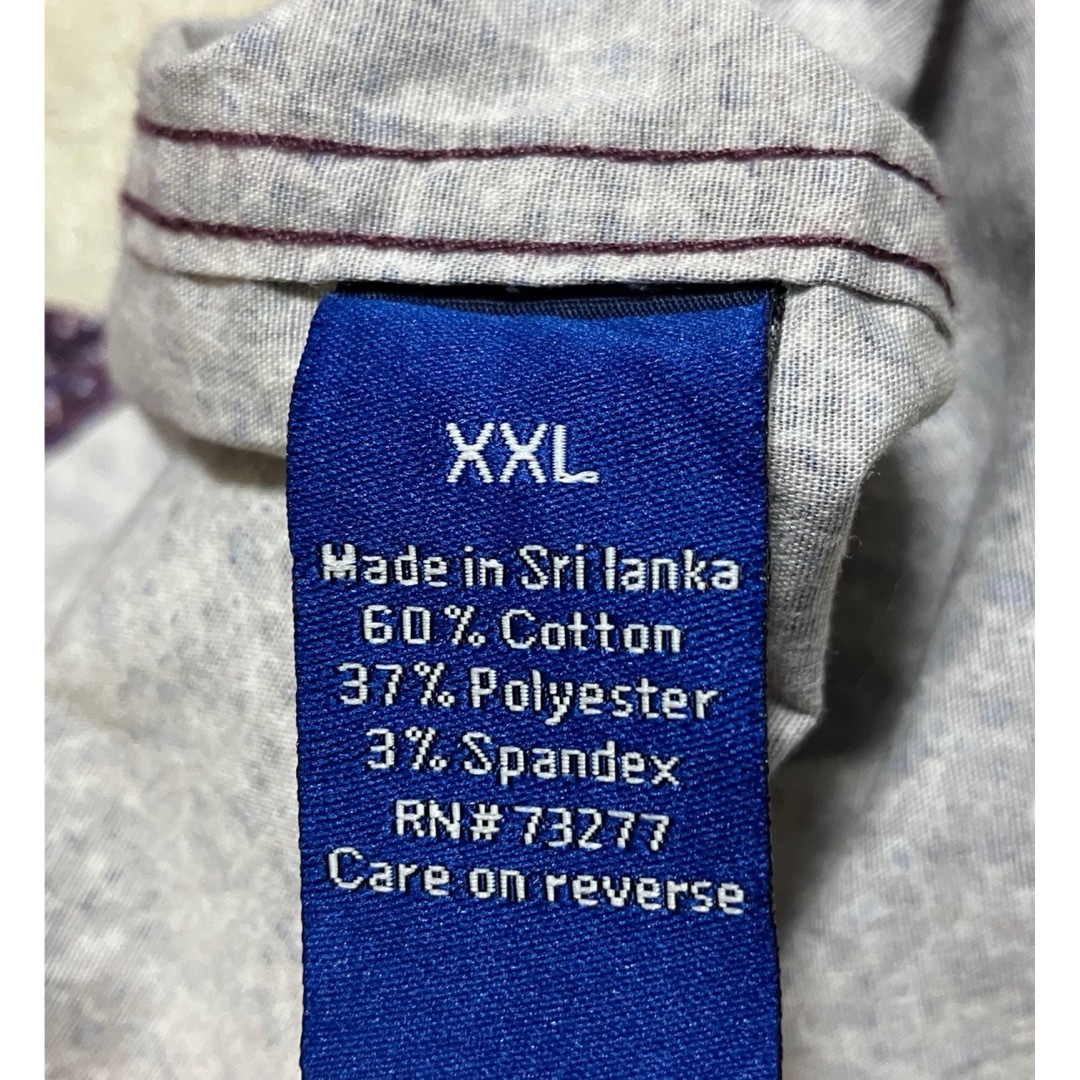 XXL
Made in Sri lanka
60% Cotton
37% Polyester
3% Spandex
RN# 73277
Care on reverse